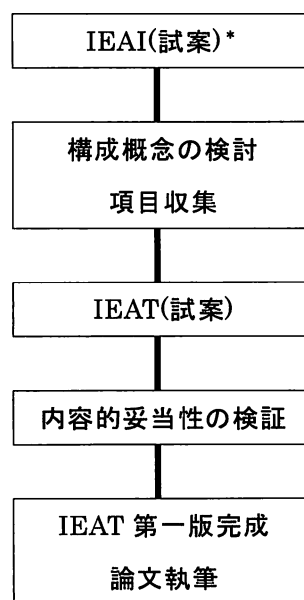 IEAI(試案)*
構成概念の検討
項目収集
IEAT(試案)
内容的妥当性の検証
IEAT 第一版完成
論文執筆